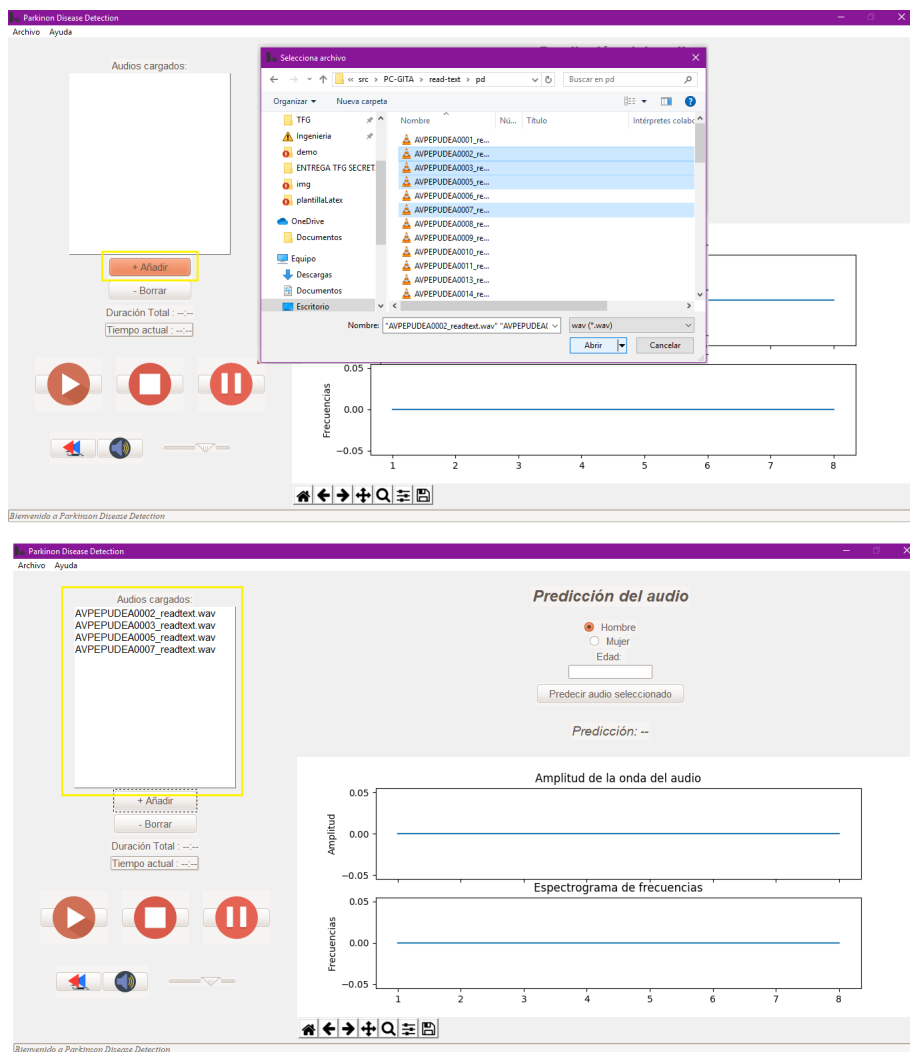 Parkinon Disease Detection
Archivo Ayuda
Audios cargados:
+ Añadir
- Borrar
Duración Total : --:--
Tiempo actual : --:--
Selecciona archivo
« src > PC-GITA > read-text > pd
Buscar en pd
Organizar Nueva carpeta
TFG
Ingenieria
demo
ENTREGA TFG SECRET
img
plantillaLatex
OneDrive
Documentos
Equipo
Descargas
Documentos
Escritorio
Nombre Nú... Título Intérpretes colabc
AVPEPUDEA0001_re...
AVPEPUDEA0002_re...
AVPEPUDEA0003_re...
AVPEPUDEA0005_re...
AVPEPUDEA0006_re...
AVPEPUDEA0007_re...
AVPEPUDEA0008_re...
AVPEPUDEA0009_re...
AVPEPUDEA0010_re...
AVPEPUDEA0011_re...
AVPEPUDEA0013_re...
AVPEPUDEA0014_re...
Nombre: "AVPEPUDEA0002_readtext.wav" "AVPEPUDEA( wav (*.wav)
Abrir Cancelar
0.05
0.00
−0.05
Frecuencias
1 2 3 4 5 6 7 8
Bienvenido a Parkinson Disease Detection
Parkinon Disease Detection
Archivo Ayuda
Audios cargados:
AVPEPUDEA0002_readtext.wav
AVPEPUDEA0003_readtext.wav
AVPEPUDEA0005_readtext.wav
AVPEPUDEA0007_readtext.wav
+ Añadir
- Borrar
Duración Total : --:--
Tiempo actual : --:--
Predicción del audio
Hombre
Mujer
Edad:
Predecir audio seleccionado
Predicción: --
Amplitud de la onda del audio
0.05
0.00
−0.05
Amplitud
Espectrograma de frecuencias
0.05
0.00
−0.05
Frecuencias
1 2 3 4 5 6 7 8
Bienvenido a Parkinson Disease Detection